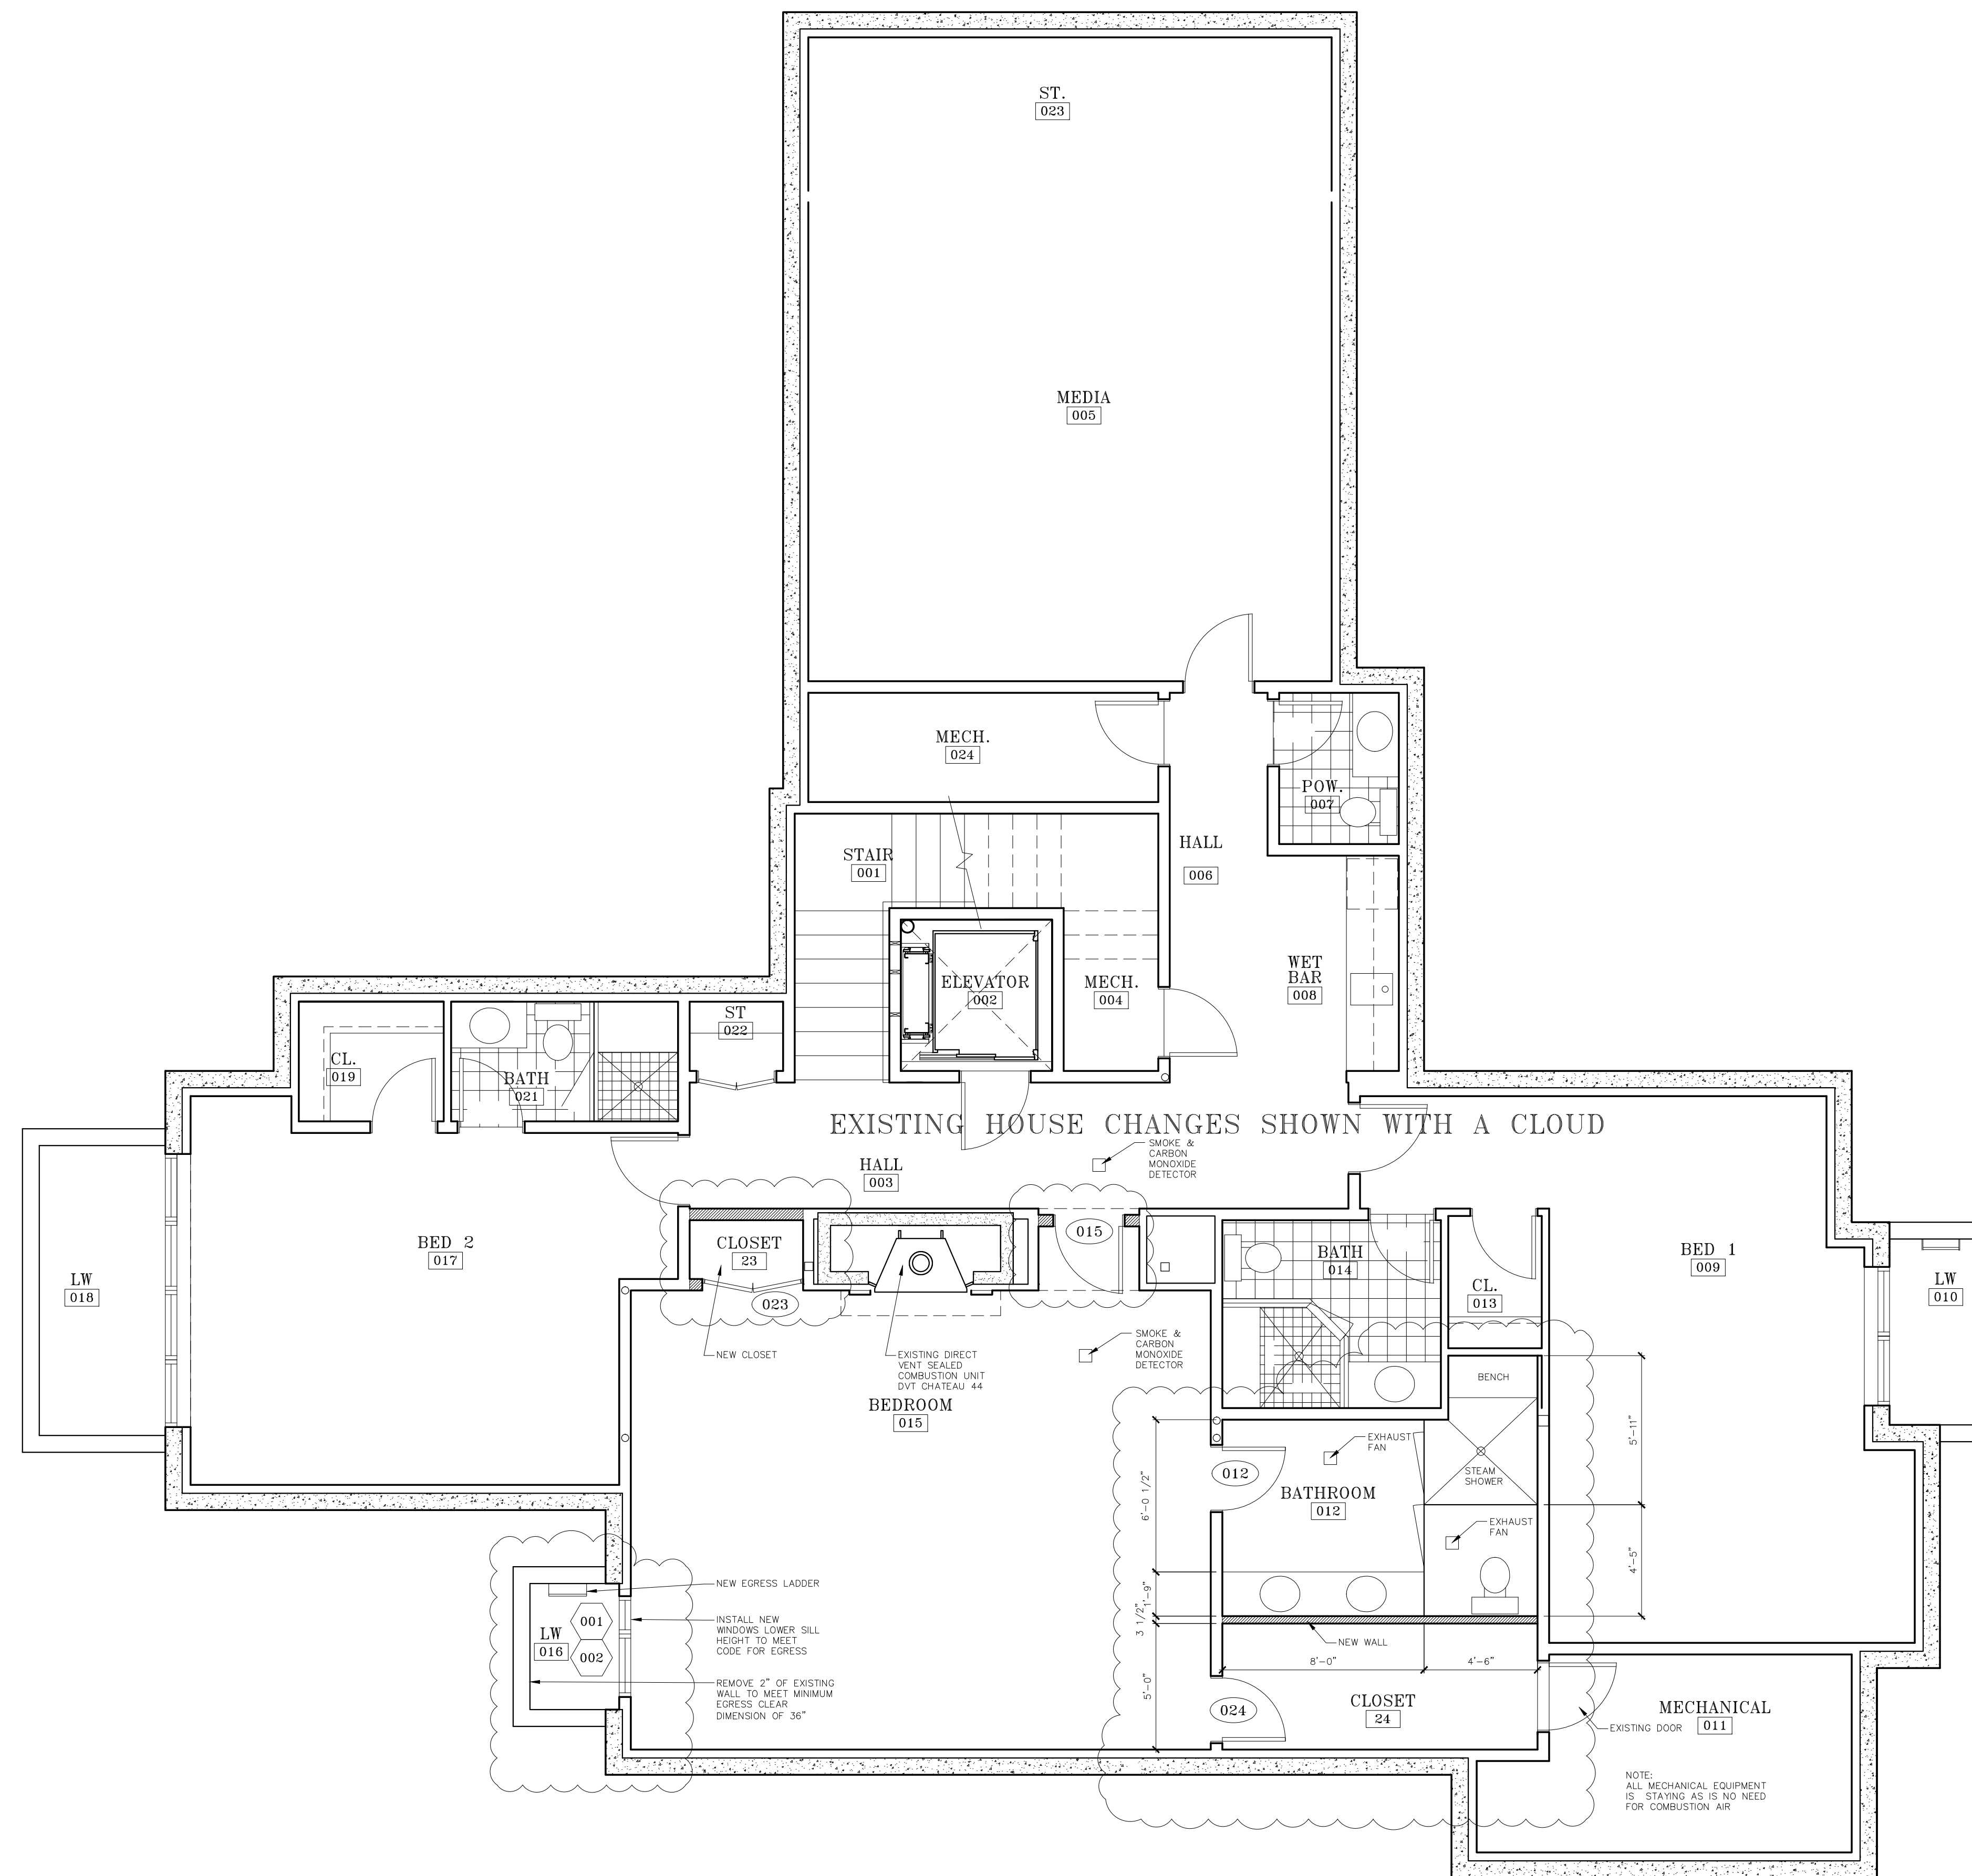 ST.
023
MEDIA
005
MECH.
024
POW.
007
STAIR
001
HALL
006
ELEVATOR
002
MECH.
004
WET
BAR
008
ST
022
CL.
019
BATH
021
EXISTING HOUSE CHANGES SHOWN WITH A CLOUD
SMOKE &
CARBON
MONOXIDE
DETECTOR
HALL
003
BED 2
017
LW
018
CLOSET
23
023
NEW CLOSET
EXISTING DIRECT
VENT SEALED
COMBUSTION UNIT
DVT CHATEAU 44
015
SMOKE &
CARBON
MONOXIDE
DETECTOR
BEDROOM
015
BATH
014
CL.
013
BED 1
009
LW
010
BENCH
STEAM
SHOWER
5'-11"
4'-5"
EXHAUST
FAN
012
BATHROOM
012
EXHAUST
FAN
6'-0 1/2"
1'-9"
3 1/2"
5'-0"
NEW WALL
8'-0"
4'-6"
024
CLOSET
24
MECHANICAL
011
EXISTING DOOR
NOTE:
ALL MECHANICAL EQUIPMENT
IS STAYING AS IS NO NEED
FOR COMBUSTION AIR
NEW EGRESS LADDER
INSTALL NEW
WINDOWS LOWER SILL
HEIGHT TO MEET
CODE FOR EGRESS
REMOVE 2" OF EXISTING
WALL TO MEET MINIMUM
EGRESS CLEAR
DIMENSION OF 36"
LW
016
001
002